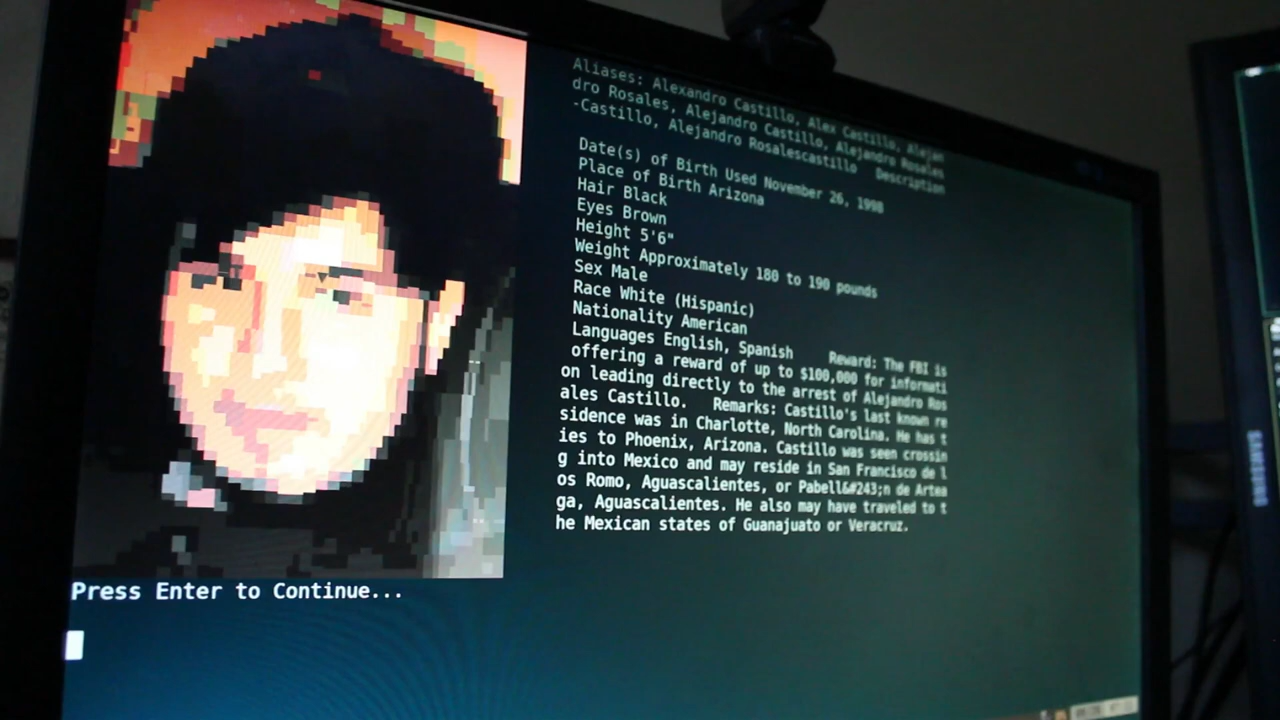 Aliases: Alexandro Castillo, Alex Castillo, Alejan
dro Rosales, Alejandro Castillo, Alejandro Rosales
-Castillo, Alejandro Rosalescastillo Description
Date(s) of Birth Used November 26, 1998
Place of Birth Arizona
Hair Black
Eyes Brown
Height 5'6"
Weight Approximately 180 to 190 pounds
Sex Male
Race White (Hispanic)
Nationality American
Languages English, Spanish Reward: The FBI is
offering a reward of up to $100,000 for informati
on leading directly to the arrest of Alejandro Ros
ales Castillo. Remarks: Castillo's last known re
sidence was in Charlotte, North Carolina. He has t
ies to Phoenix, Arizona. Castillo was seen crossin
g into Mexico and may reside in San Francisco de l
os Romo, Aguascalientes, or Pabell&#243;n de Artea
ga, Aguascalientes. He also may have traveled to t
he Mexican states of Guanajuato or Veracruz.
Press Enter to Continue...
SAMSUNG